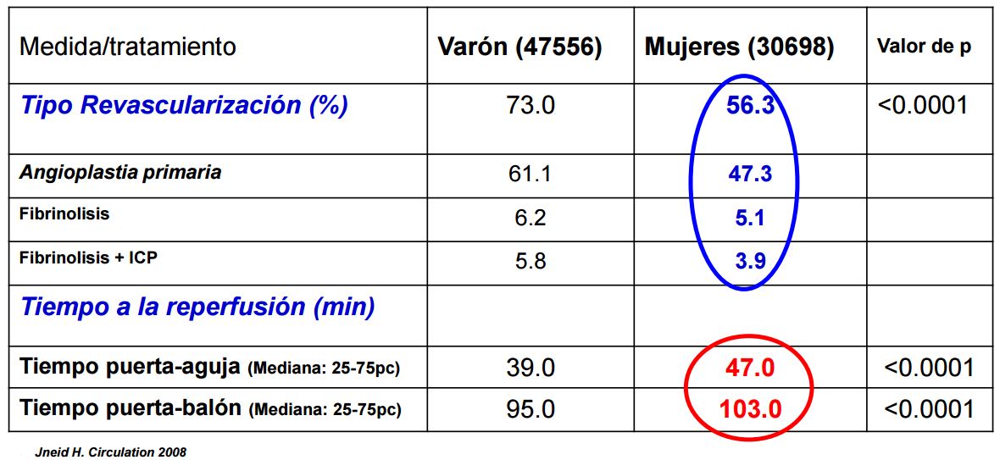 Medida/tratamiento Varón (47556) Mujeres (30698) Valor de p
Tipo Revascularización (%) 73.0 56.3 <0.0001
Angioplastia primaria 61.1 47.3
Fibrinolisis 6.2 5.1
Fibrinolisis + ICP 5.8 3.9
Tiempo a la reperfusión (min)
Tiempo puerta-aguja (Mediana: 25-75pc) 39.0 47.0 <0.0001
Tiempo puerta-balón (Mediana: 25-75pc) 95.0 103.0 <0.0001
Jneid H. Circulation 2008